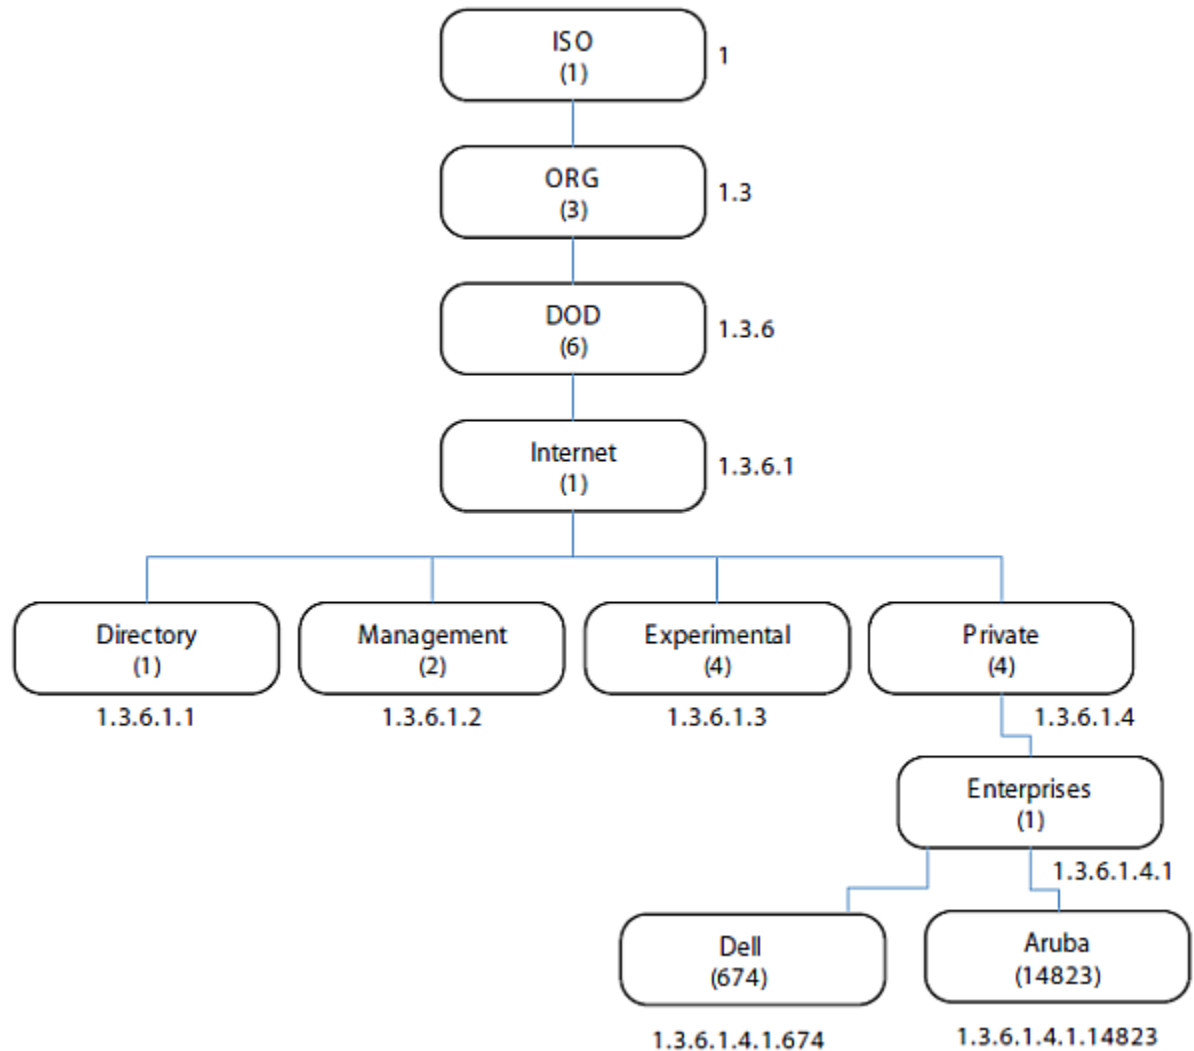 ISO
(1)
1
ORG
(3)
1.3
DOD
(6)
1.3.6
Internet
(1)
1.3.6.1
Directory
(1)
1.3.6.1.1
Management
(2)
1.3.6.1.2
Experimental
(4)
1.3.6.1.3
Private
(4)
1.3.6.1.4
Enterprises
(1)
1.3.6.1.4.1
Dell
(674)
1.3.6.1.4.1.674
Aruba
(14823)
1.3.6.1.4.1.14823